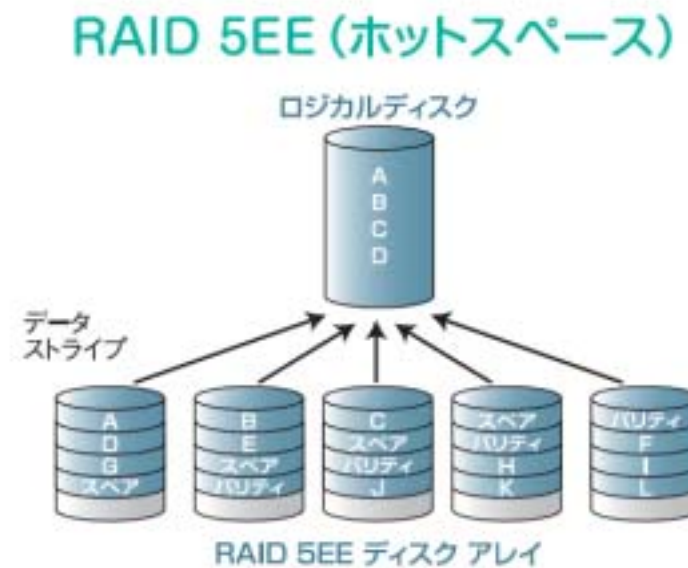 RAID 5EE（ホットスペース）
ロジカルディスク
A
B
C
D
データ
ストライプ
A
D
G
スペア
B
E
スペア
パリティ
C
スペア
パリティ
J
スペア
パリティ
H
K
パリティ
F
I
L
RAID 5EE ディスク アレイ